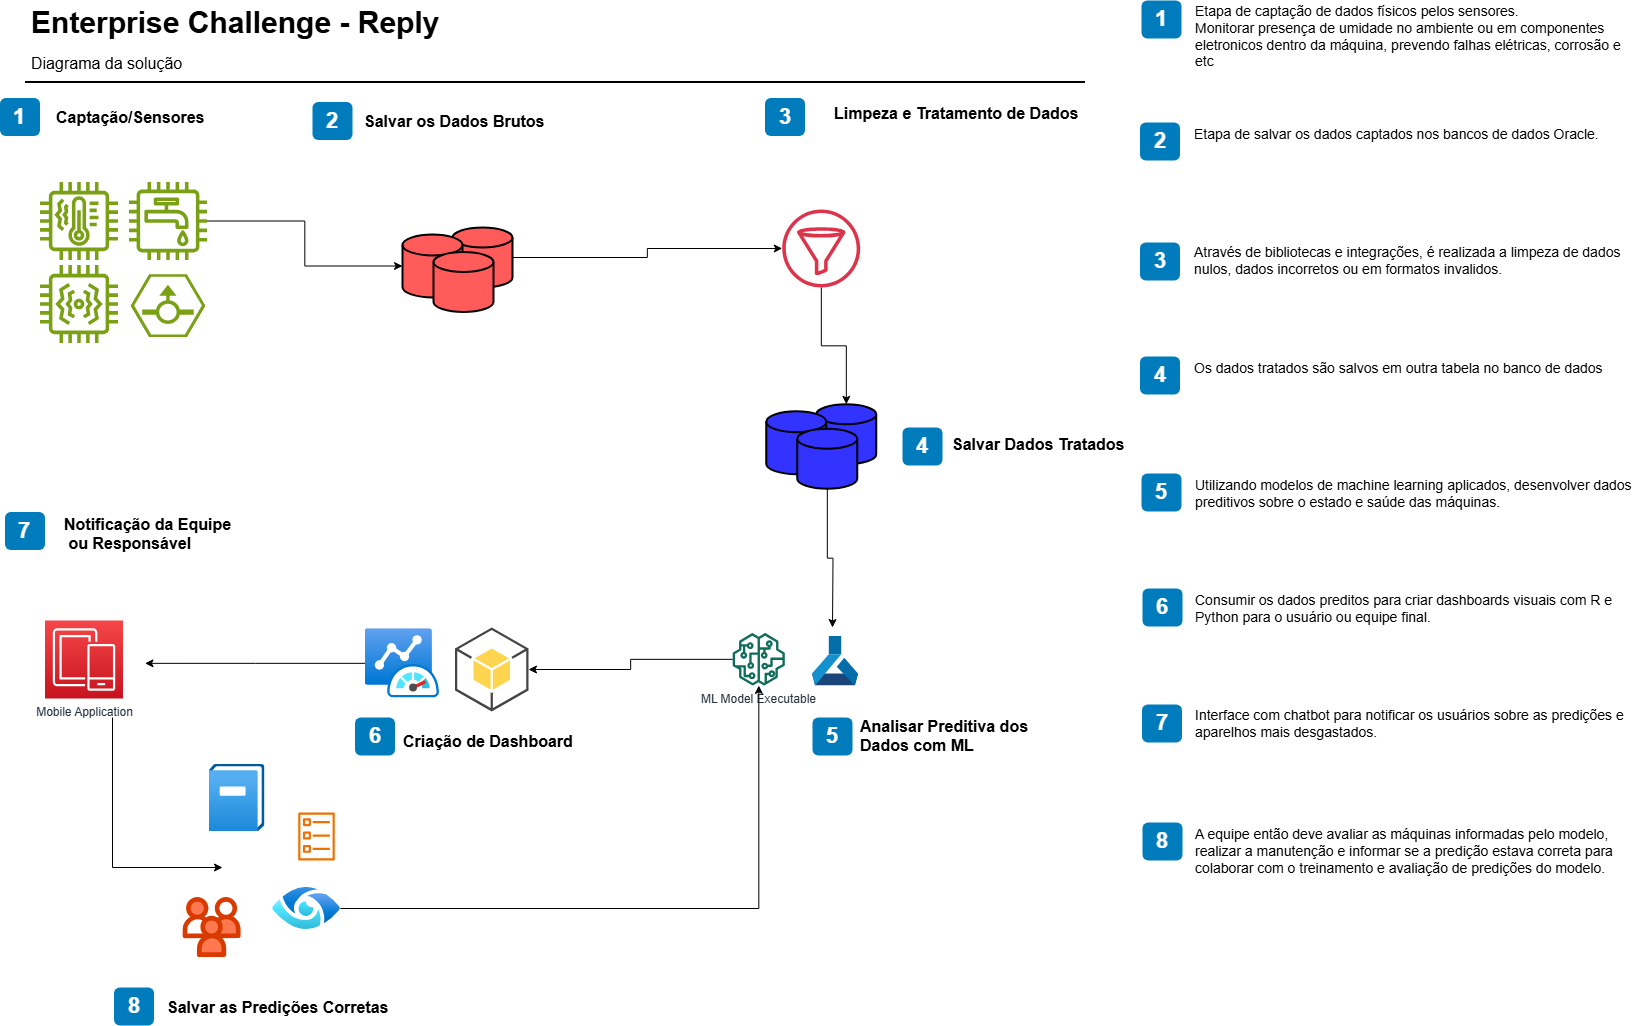 Enterprise Challenge - Reply
Diagrama da solução
1
Captação/Sensores
2
Salvar os Dados Brutos
3
Limpeza e Tratamento de Dados
4
Salvar Dados Tratados
7
Notificação da Equipe
ou Responsável
Mobile Application
6
Criação de Dashboard
ML Model Executable
5
Analisar Preditiva dos
Dados com ML
8
Salvar as Predições Corretas
1
Etapa de captação de dados físicos pelos sensores.
Monitorar presença de umidade no ambiente ou em componentes
eletronicos dentro da máquina, prevendo falhas elétricas, corrosão e
etc
2
Etapa de salvar os dados captados nos bancos de dados Oracle.
3
Através de bibliotecas e integrações, é realizada a limpeza de dados
nulos, dados incorretos ou em formatos invalidos.
4
Os dados tratados são salvos em outra tabela no banco de dados
5
Utilizando modelos de machine learning aplicados, desenvolver dados
preditivos sobre o estado e saúde das máquinas.
6
Consumir os dados preditos para criar dashboards visuais com R e
Python para o usuário ou equipe final.
7
Interface com chatbot para notificar os usuários sobre as predições e
aparelhos mais desgastados.
8
A equipe então deve avaliar as máquinas informadas pelo modelo,
realizar a manutenção e informar se a predição estava correta para
colaborar com o treinamento e avaliação de predições do modelo.